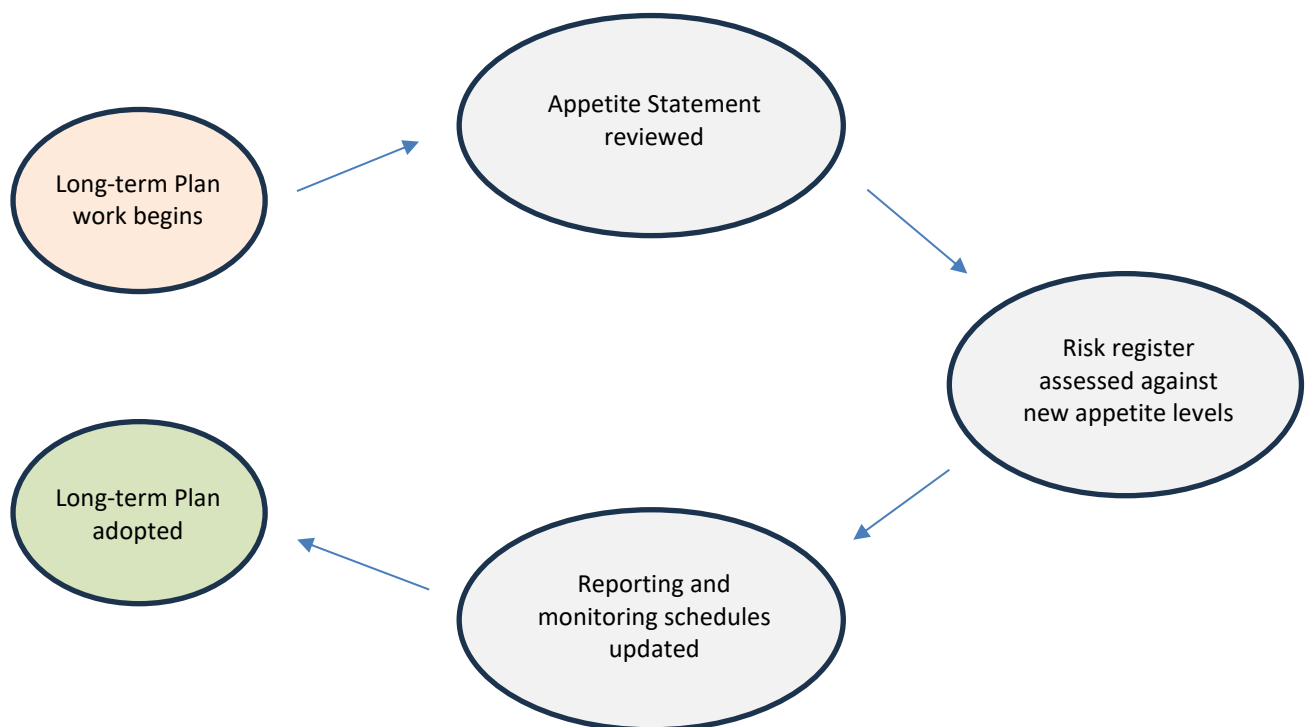 Long-term Plan
work begins
Appetite Statement
reviewed
Risk register
assessed against
new appetite levels
Reporting and
monitoring schedules
updated
Long-term Plan
adopted